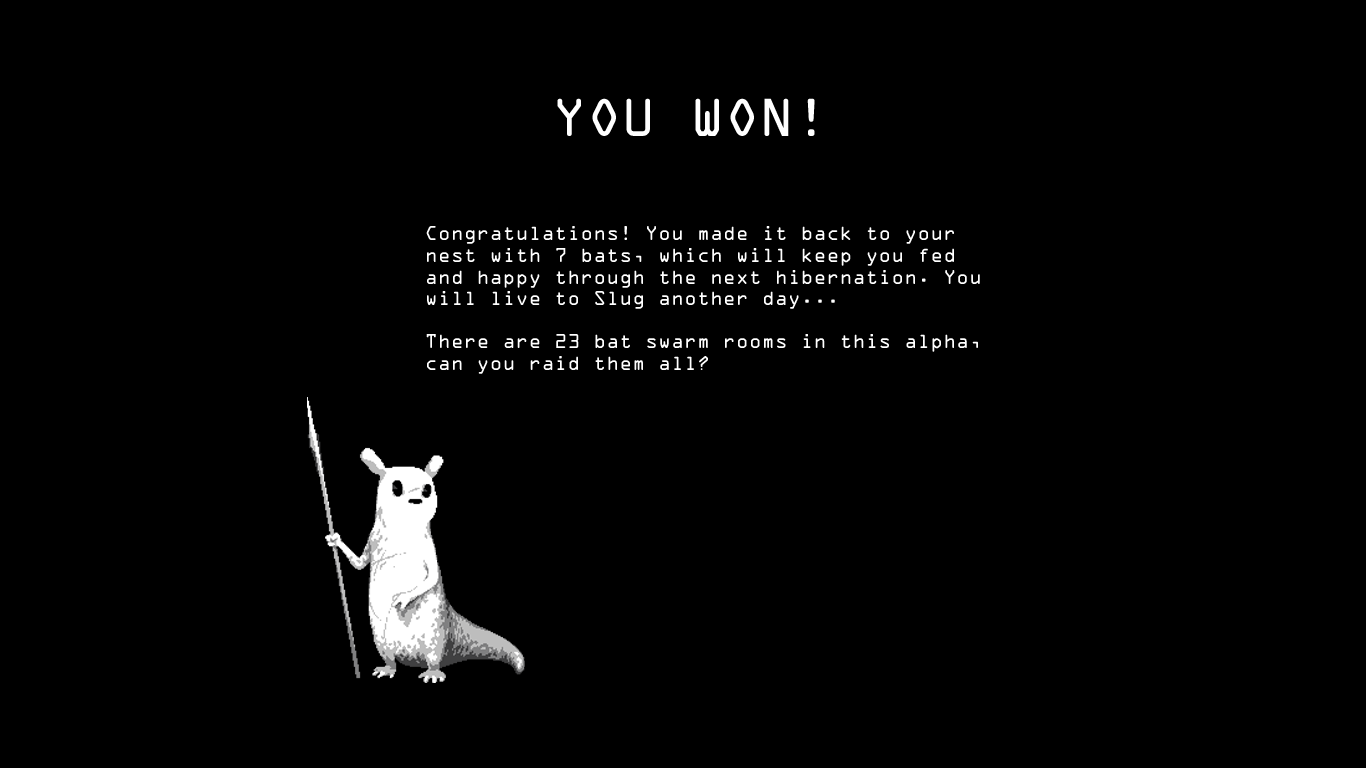 YOU WON!
Congratulations! You made it back to your
nest with 7 bats, which will keep you fed
and happy through the next hibernation. You
will live to Slug another day...
There are 23 bat swarm rooms in this alpha,
can you raid them all?